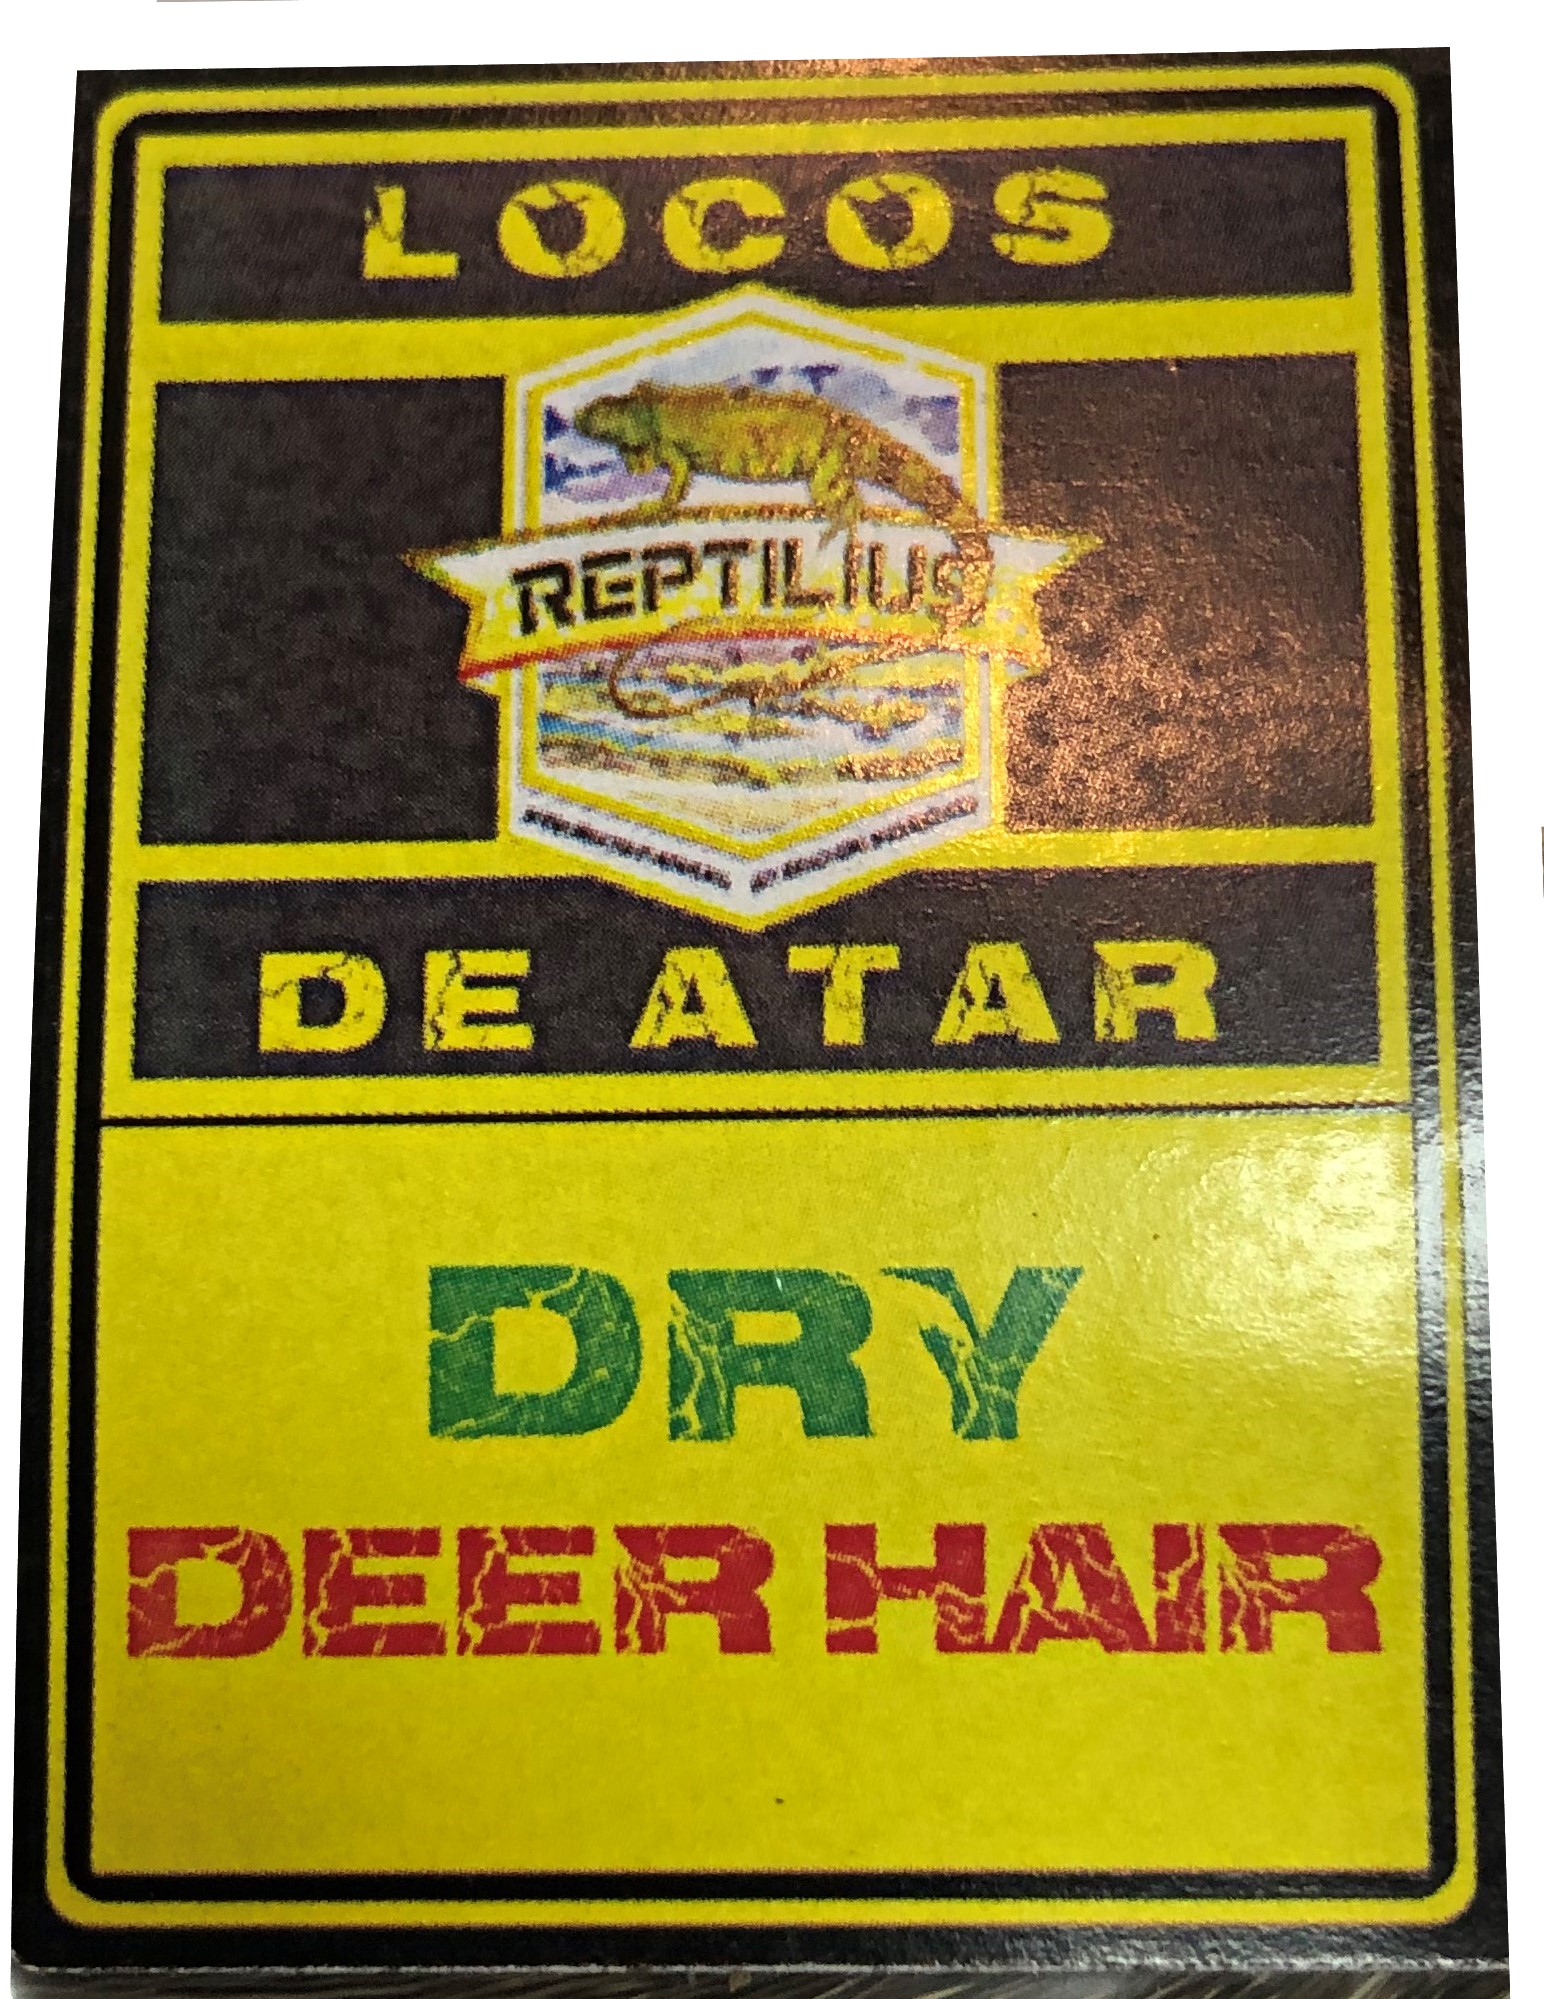 LOCOS
REPTILIUS
DE ATAR
DRY
DEER HAIR